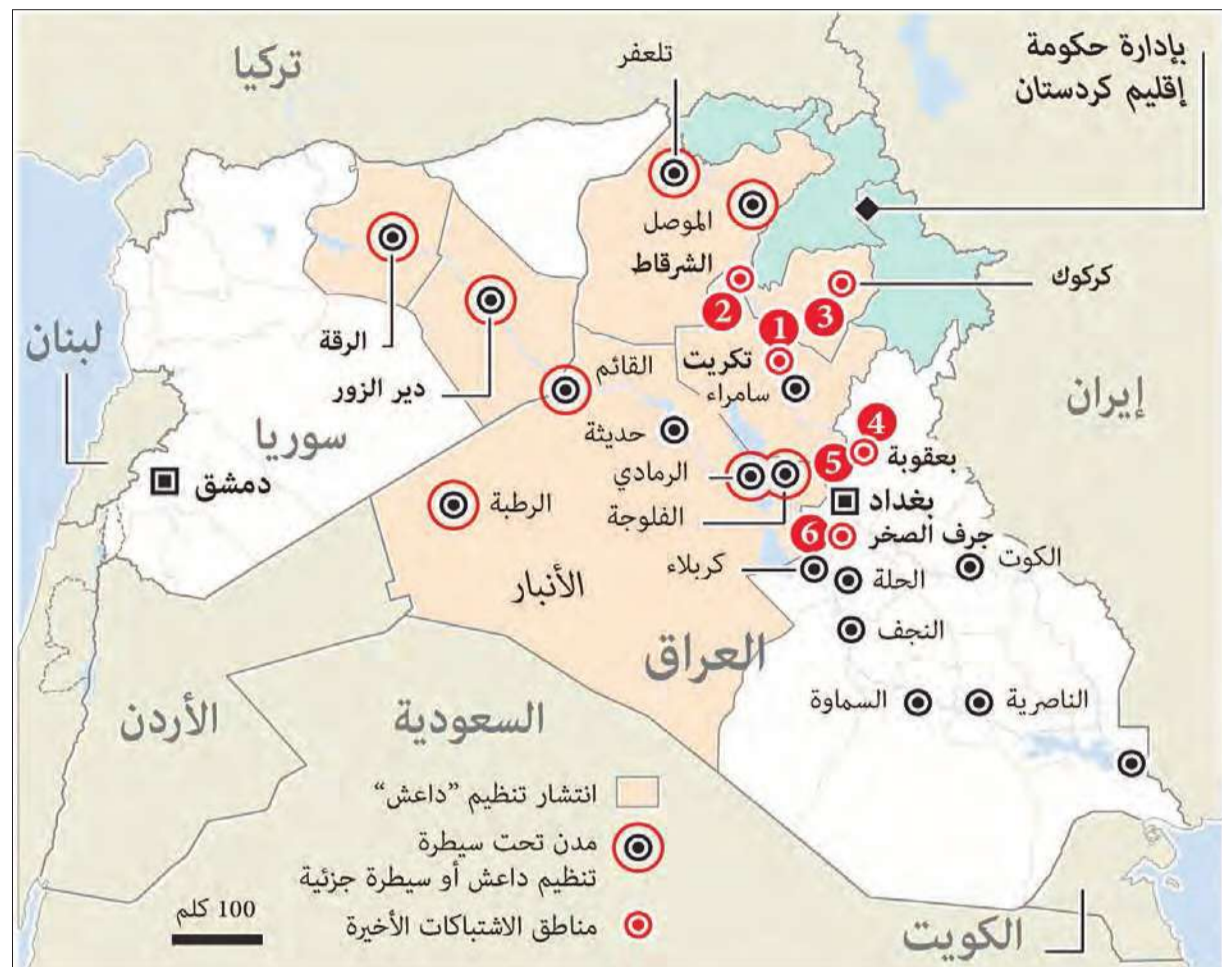 تركيا
تلعفر
بإدارة حكومة
إقليم كردستان
الموصل
الشرقاط
كركوك
2
1
3
لبنان
الرقة
دير الزور
القائم
تكريت
سامراء
إيران
سوريا
حديثة
4
دمشق
الرمادي
5
بعقوبة
الرطبة
الفلوجة
بغداد
6
جرف الصخر
كربلاء
الكوت
الأنبار
الحلة
النجف
العراق
الأردن
السعودية
السماوة
الناصرية
انتشار تنظيم “داعش”
مدن تحت سيطرة
تنظيم داعش أو سيطرة جزئية
مناطق الاشتباكات الأخيرة
100 كلم
الكويت